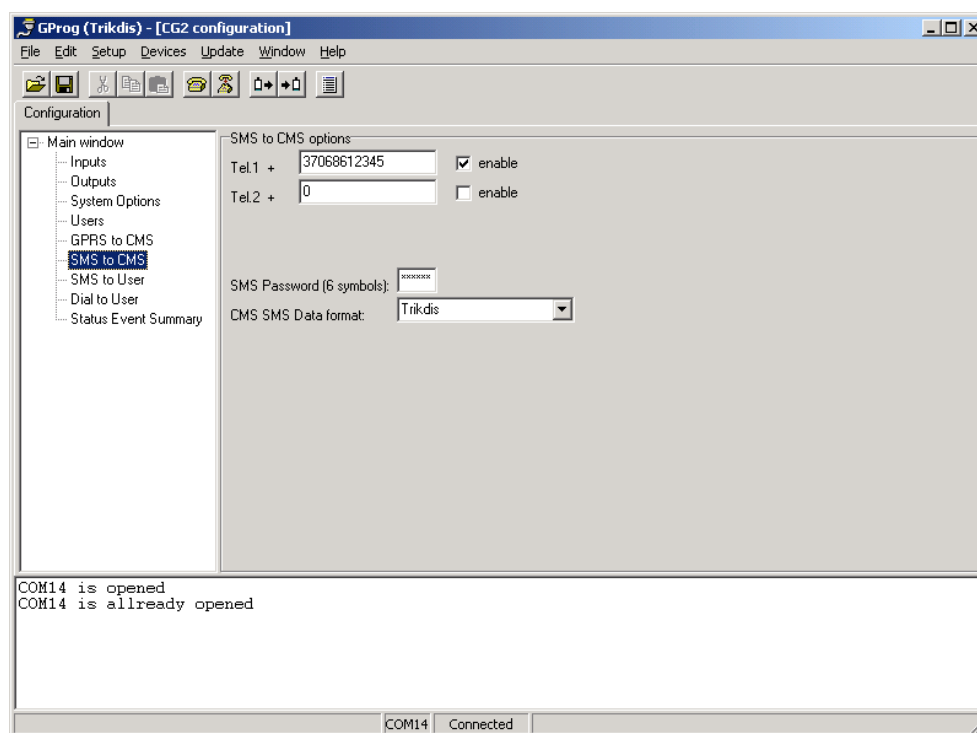 GProg (Trikdis) - [CG2 configuration]
File Edit Setup Devices Update Window Help
Configuration
Main window
Inputs
Outputs
System Options
Users
GPRS to CMS
SMS to CMS
SMS to User
Dial to User
Status Event Summary
SMS to CMS options
Tel.1 + 37068612345 enable
Tel.2 + 0 enable
SMS Password (6 symbols): ××××××
CMS SMS Data format: Trikdis
COM14 is opened
COM14 is allready opened
COM14 Connected